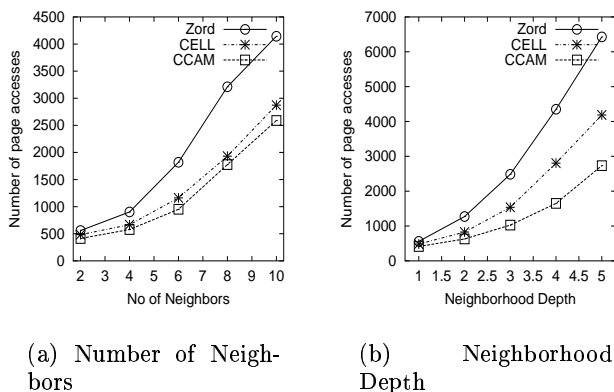 4500
4000
3500
3000
2500
2000
1500
1000
500
0
Number of page accesses
Zord
CELL
CCAM
2 3 4 5 6 7 8 9 10
No of Neighbors
(a) Number of Neigh-
bors
7000
6000
5000
4000
3000
2000
1000
0
Number of page accesses
Zord
CELL
CCAM
1 1.5 2 2.5 3 3.5 4 4.5 5
Neighborhood Depth
(b) Neighborhood
Depth